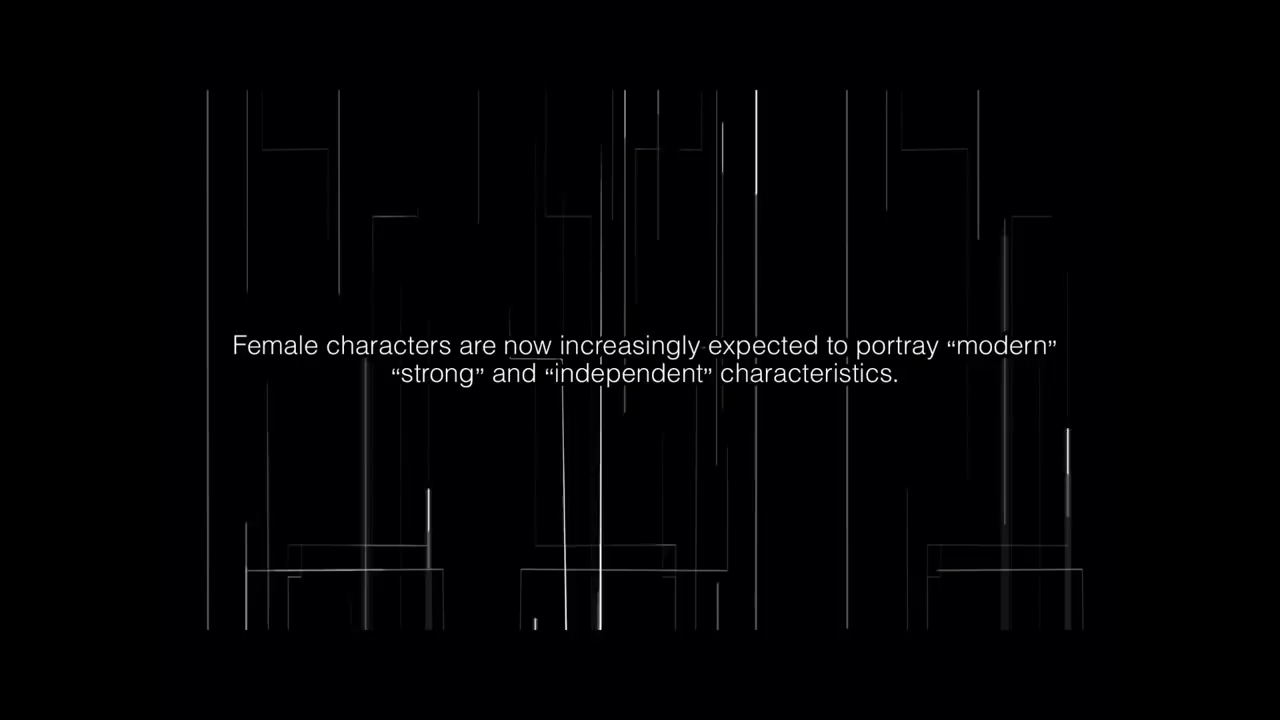 Female characters are now increasingly expected to portray “modern”
“strong” and “independent” characteristics.